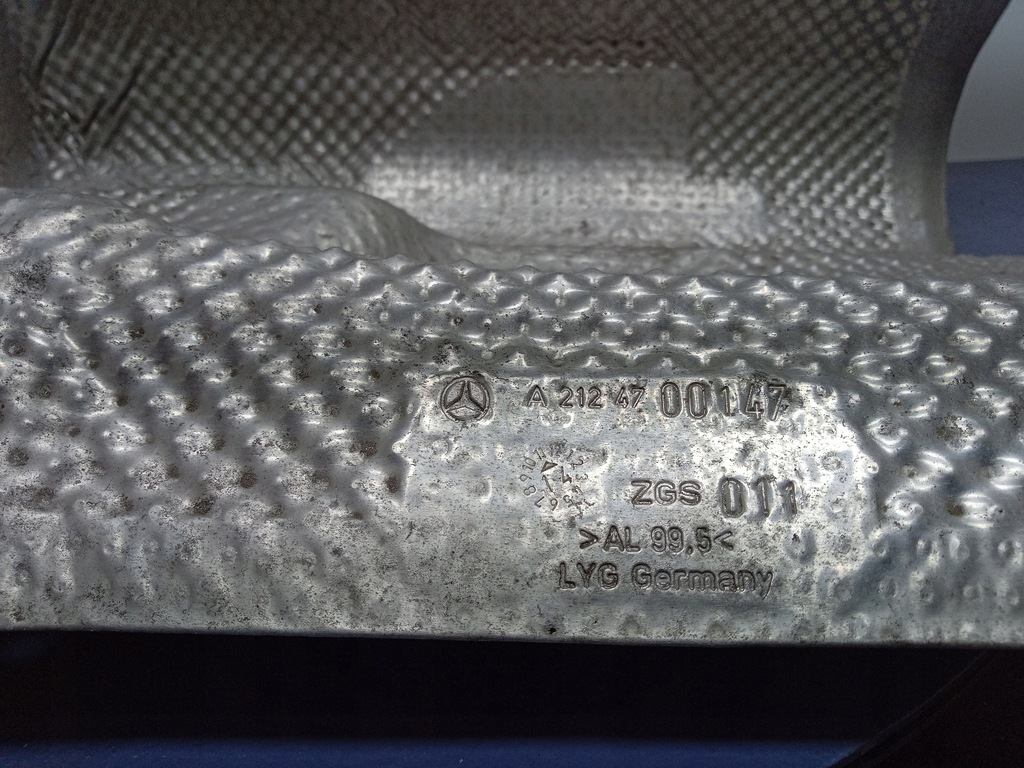 A 212 47 00147
ZGS 011
>AL 99.5<
LYG Germany